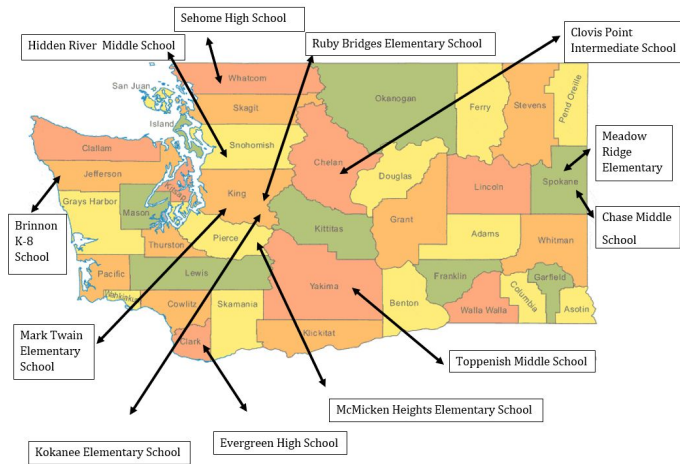 Sehome High School
Hidden River Middle School
Ruby Bridges Elementary School
Clovis Point
Intermediate School
Whatcom
San Juan
Skagit
Island
Okanogan
Ferry
Stevens
Pend Oreille
Snohomish
Clallam
Chelan
Meadow
Ridge
Elementary
Jefferson
Kitsap
King
Douglas
Lincoln
Spokane
Grays Harbor
Mason
Grant
Chase Middle
School
Brinnon
K-8
School
Kittitas
Thurston
Pierce
Adams
Whitman
Pacific
Lewis
Yakima
Franklin
Garfield
Wahkiakum
Cowlitz
Skamania
Benton
Walla Walla
Columbia
Asotin
Mark Twain
Elementary
School
Clark
Klickitat
Toppenish Middle School
McMicken Heights Elementary School
Kokanee Elementary School
Evergreen High School